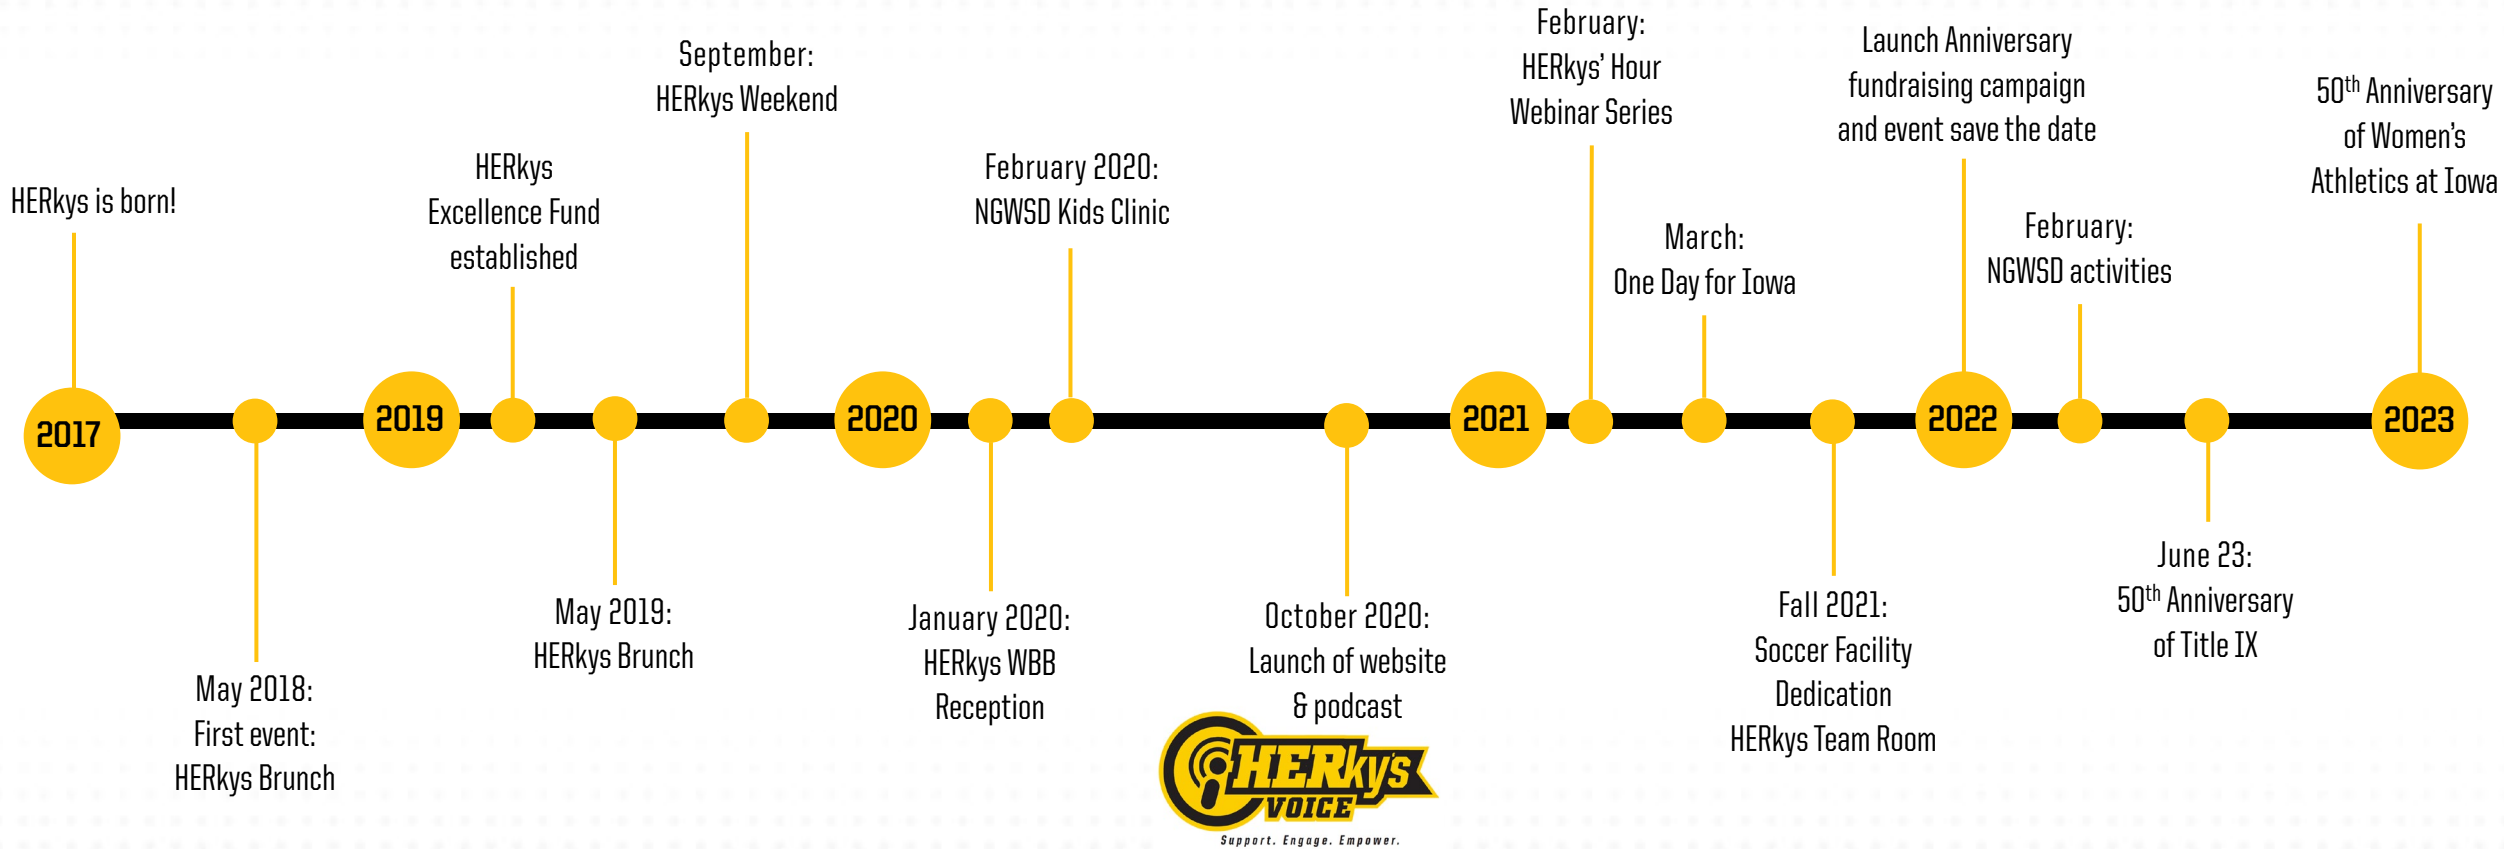 HERkys is born!
2017
May 2018:
First event:
HERkys Brunch
2019
HERkys
Excellence Fund
established
May 2019:
HERkys Brunch
September:
HERkys Weekend
2020
January 2020:
HERkys WBB
Reception
February 2020:
NGWSD Kids Clinic
October 2020:
Launch of website
& podcast
HERky's
VOICE
Support. Engage. Empower.
2021
February:
HERkys’ Hour
Webinar Series
March:
One Day for Iowa
Fall 2021:
Soccer Facility
Dedication
HERkys Team Room
Launch Anniversary
fundraising campaign
and event save the date
2022
February:
NGWSD activities
June 23:
50th Anniversary
of Title IX
50th Anniversary
of Women’s
Athletics at Iowa
2023